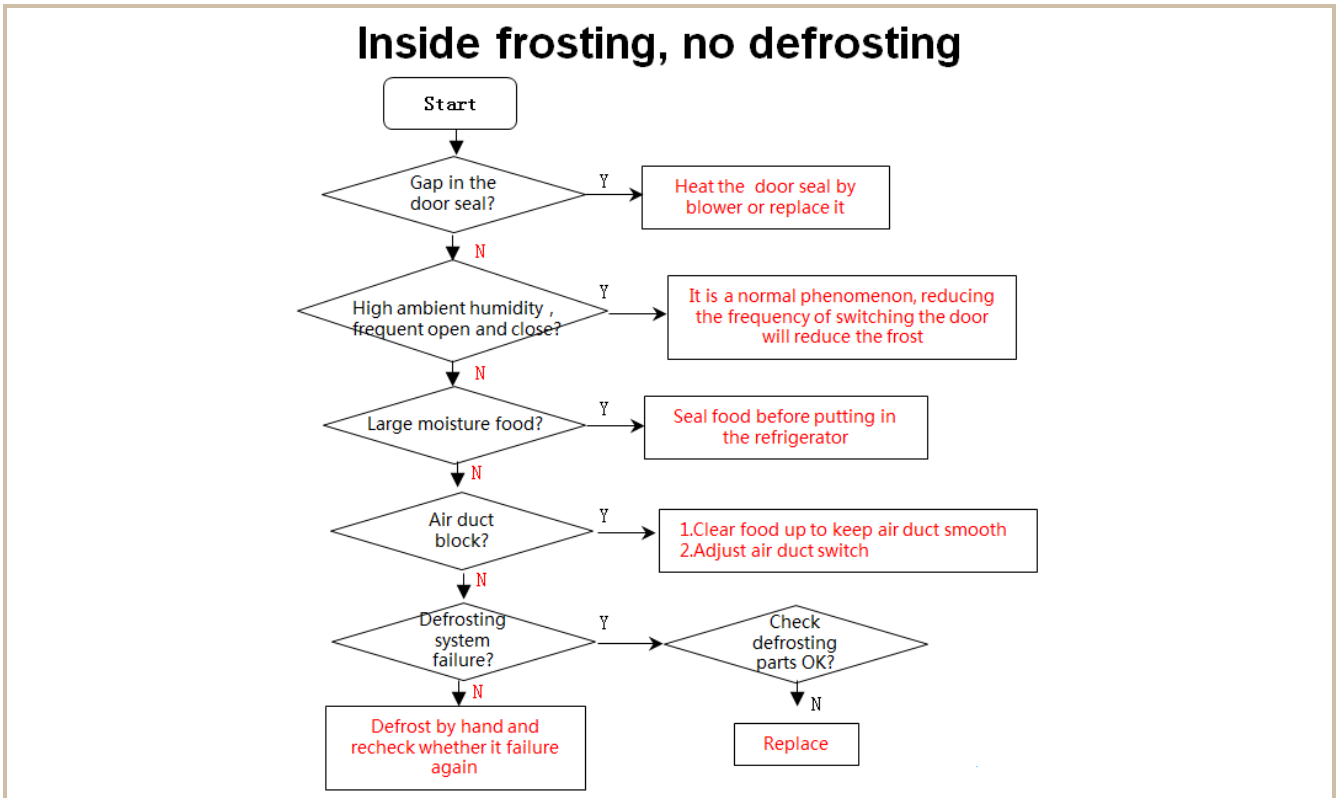 Inside frosting, no defrosting
Start
Gap in the
door seal?
Y
Heat the door seal by
blower or replace it
N
High ambient humidity ,
frequent open and close?
Y
It is a normal phenomenon, reducing
the frequency of switching the door
will reduce the frost
N
Large moisture food?
Y
Seal food before putting in
the refrigerator
N
Air duct
block?
Y
1.Clear food up to keep air duct smooth
2.Adjust air duct switch
N
Defrosting
system
failure?
Y
Check
defrosting
parts OK?
N
Defrost by hand and
recheck whether it failure
again
N
Replace